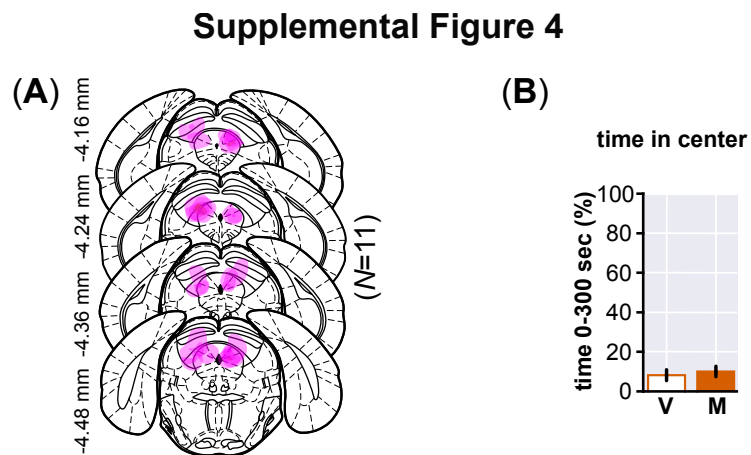 Supplemental Figure 4
(A)
-4.16 mm
-4.24 mm
-4.36 mm
-4.48 mm
(N=11)
(B)
time in center
time 0-300 sec (%)
100
80
60
40
20
0
V M